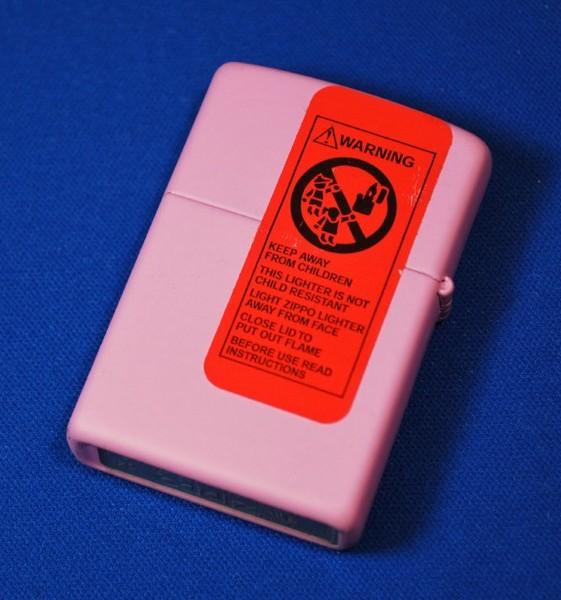 WARNING
KEEP AWAY
FROM CHILDREN
THIS LIGHTER IS NOT
CHILD RESISTANT
LIGHT ZIPPO LIGHTER
AWAY FROM FACE
CLOSE LID TO
PUT OUT FLAME
BEFORE USE READ
INSTRUCTIONS